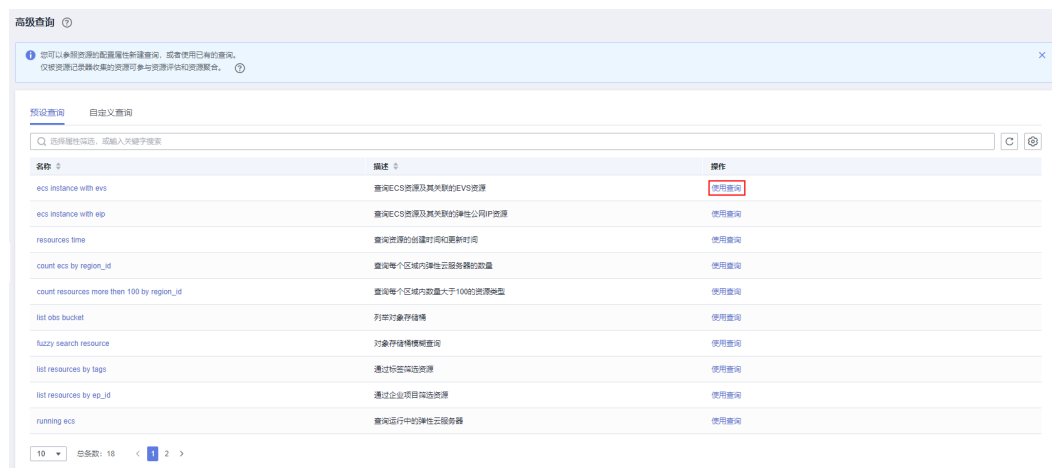 高级查询
您可以参照资源的配置属性新建查询，或者使用已有的查询。
仅被资源记录器收集的资源可参与资源评估和资源聚合。
预设查询 自定义查询
选择属性筛选，或输入关键字搜索
名称 描述 操作
ecs instance with evs 查询ECS资源及其关联的EVS资源 使用查询
ecs instance with eip 查询ECS资源及其关联的弹性公网IP资源 使用查询
resources time 查询资源的创建时间和更新时间 使用查询
count ecs by region_id 查询每个区域内弹性云服务器的数量 使用查询
count resources more then 100 by region_id 查询每个区域内数量大于100的资源类型 使用查询
list obs bucket 列举对象存储桶 使用查询
fuzzy search resource 对象存储桶模糊查询 使用查询
list resources by tags 通过标签筛选资源 使用查询
list resources by ep_id 通过企业项目筛选资源 使用查询
running ecs 查询运行中的弹性云服务器 使用查询
10 总条数：18 < 1 2 >